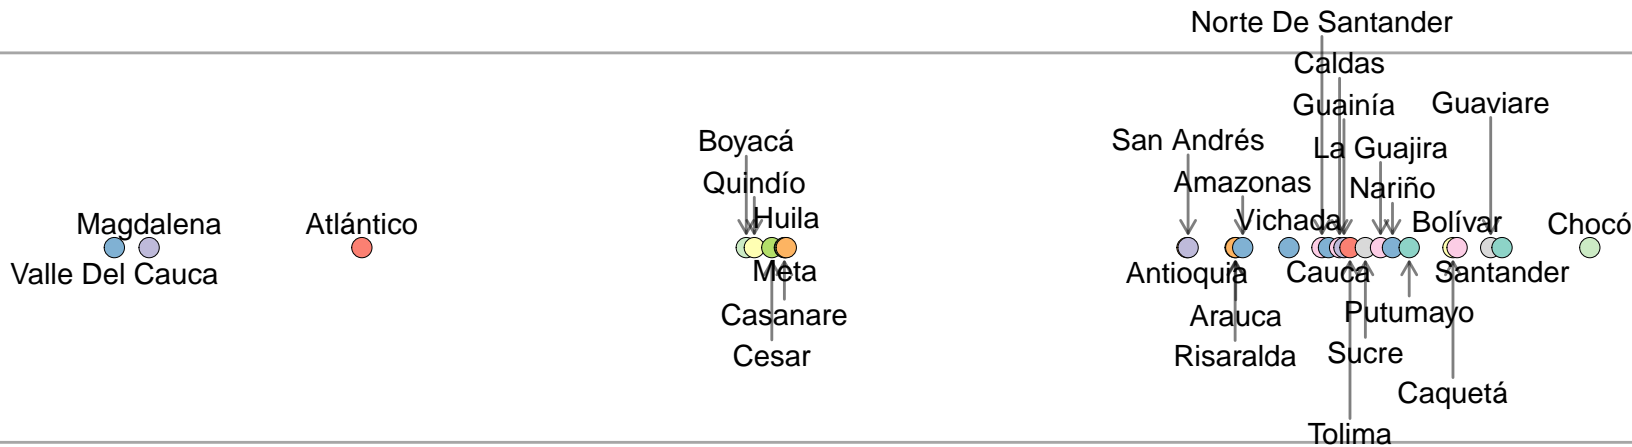 Norte De Santander
Caldas
Guainía
Guaviare
Boyacá
San Andrés
La Guajira
Quindío
Amazonas
Nariño
Magdalena
Atlántico
Huila
Vichada
Bolívar
Chocó
Valle Del Cauca
Meta
Antioquia
Cauca
Santander
Casanare
Arauca
Putumayo
Cesar
Risaralda
Sucre
Caquetá
Tolima